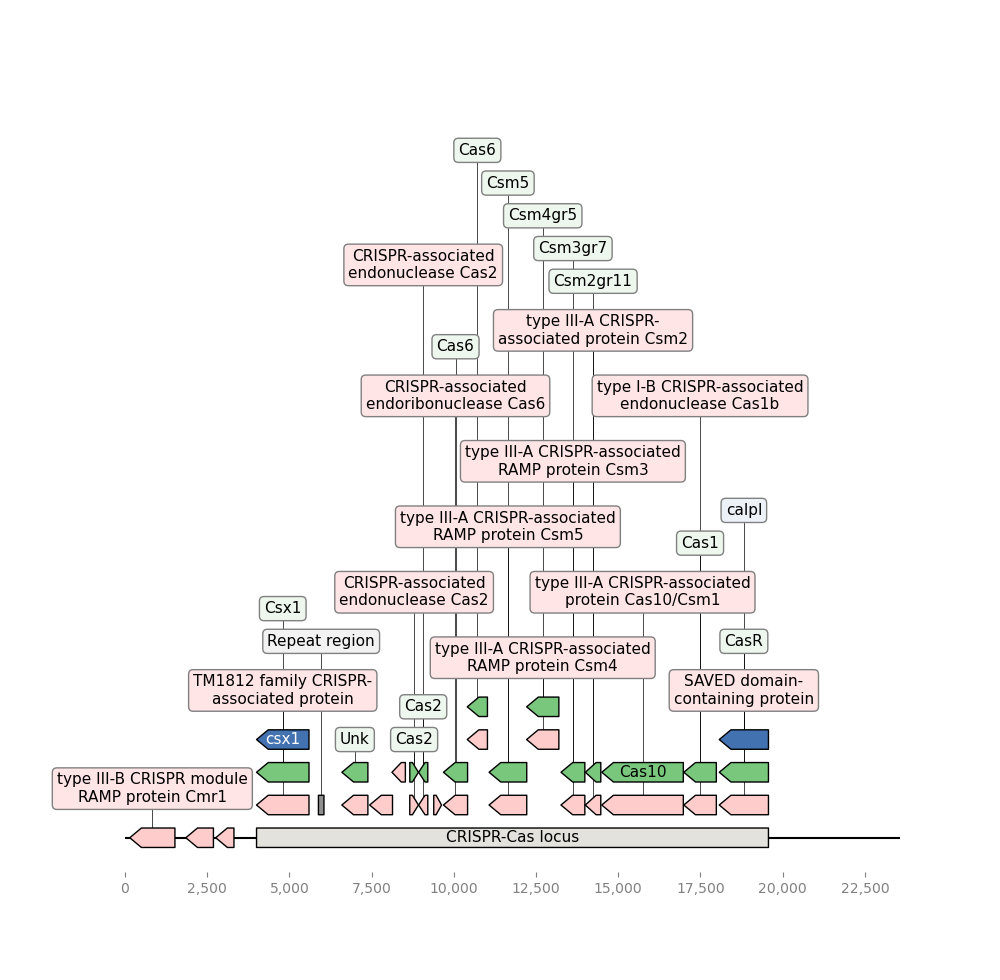 Cas6
Csm5
Csm4gr5
Csm3gr7
CRISPR-associated
endonuclease Cas2
Csm2gr11
type III-A CRISPR-
associated protein Csm2
Cas6
CRISPR-associated
endoribonuclease Cas6
type I-B CRISPR-associated
endonuclease Cas1b
type III-A CRISPR-associated
RAMP protein Csm3
calpl
type III-A CRISPR-associated
RAMP protein Csm5
Cas1
CRISPR-associated
endonuclease Cas2
type III-A CRISPR-associated
protein Cas10/Csm1
Csx1
Repeat region
CasR
type III-A CRISPR-associated
RAMP protein Csm4
TM1812 family CRISPR-
associated protein
SAVED domain-
containing protein
Cas2
csx1
Unk
Cas2
Cas10
type III-B CRISPR module
RAMP protein Cmr1
CRISPR-Cas locus
0
2,500
5,000
7,500
10,000
12,500
15,000
17,500
20,000
22,500